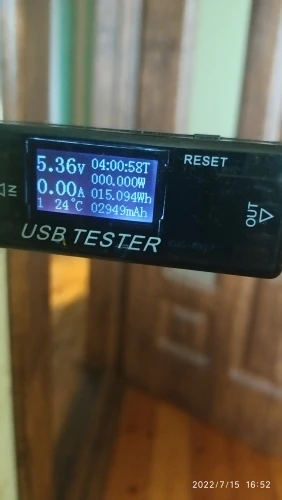 5.36V 04:00:58T
000.000W
0.00A 015.094Wh
1 24°C 02949mAh
RESET
IN
OUT
USB TESTER
2022/7/15 16:52